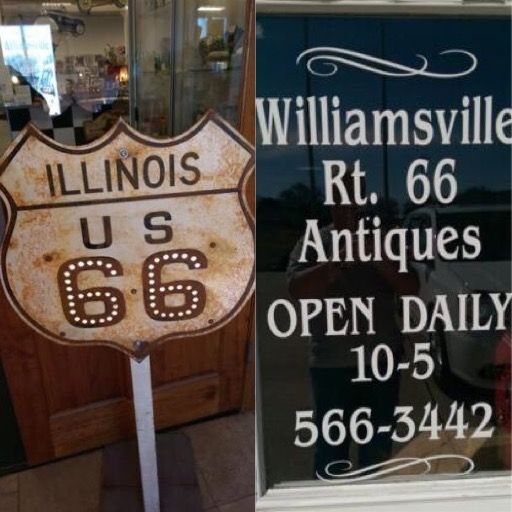 ILLINOIS
U S
66
Williamsville
Rt. 66
Antiques
OPEN DAILY
10-5
566-3442